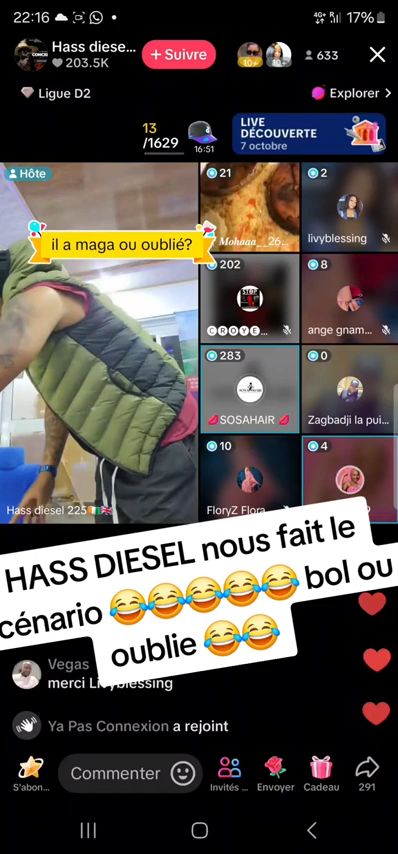 22:16
4G+
17%
Hass diese...
203.5K
+ Suivre
10+
10+
633
Ligue D2
Explorer
13
/1629
16:51
LIVE
DÉCOUVERTE
7 octobre
Hôte
21
2
il a maga ou oublié?
livyblessing
202
8
🅒🅡🅞🅨🅔...
ange gnam...
283
0
💋SOSAHAIR 💋
Zagbadji la pui...
10
4
Hass diesel 225🇨🇮🇬🇧
FloryZ Flora
HASS DIESEL nous fait le
cénario 😂😂😂😂😂 bol ou
oublie 😂😂
Vegas
merci Livyblessing
Ya Pas Connexion a rejoint
S'abon...
Commenter
Invités ...
Envoyer
Cadeau
291